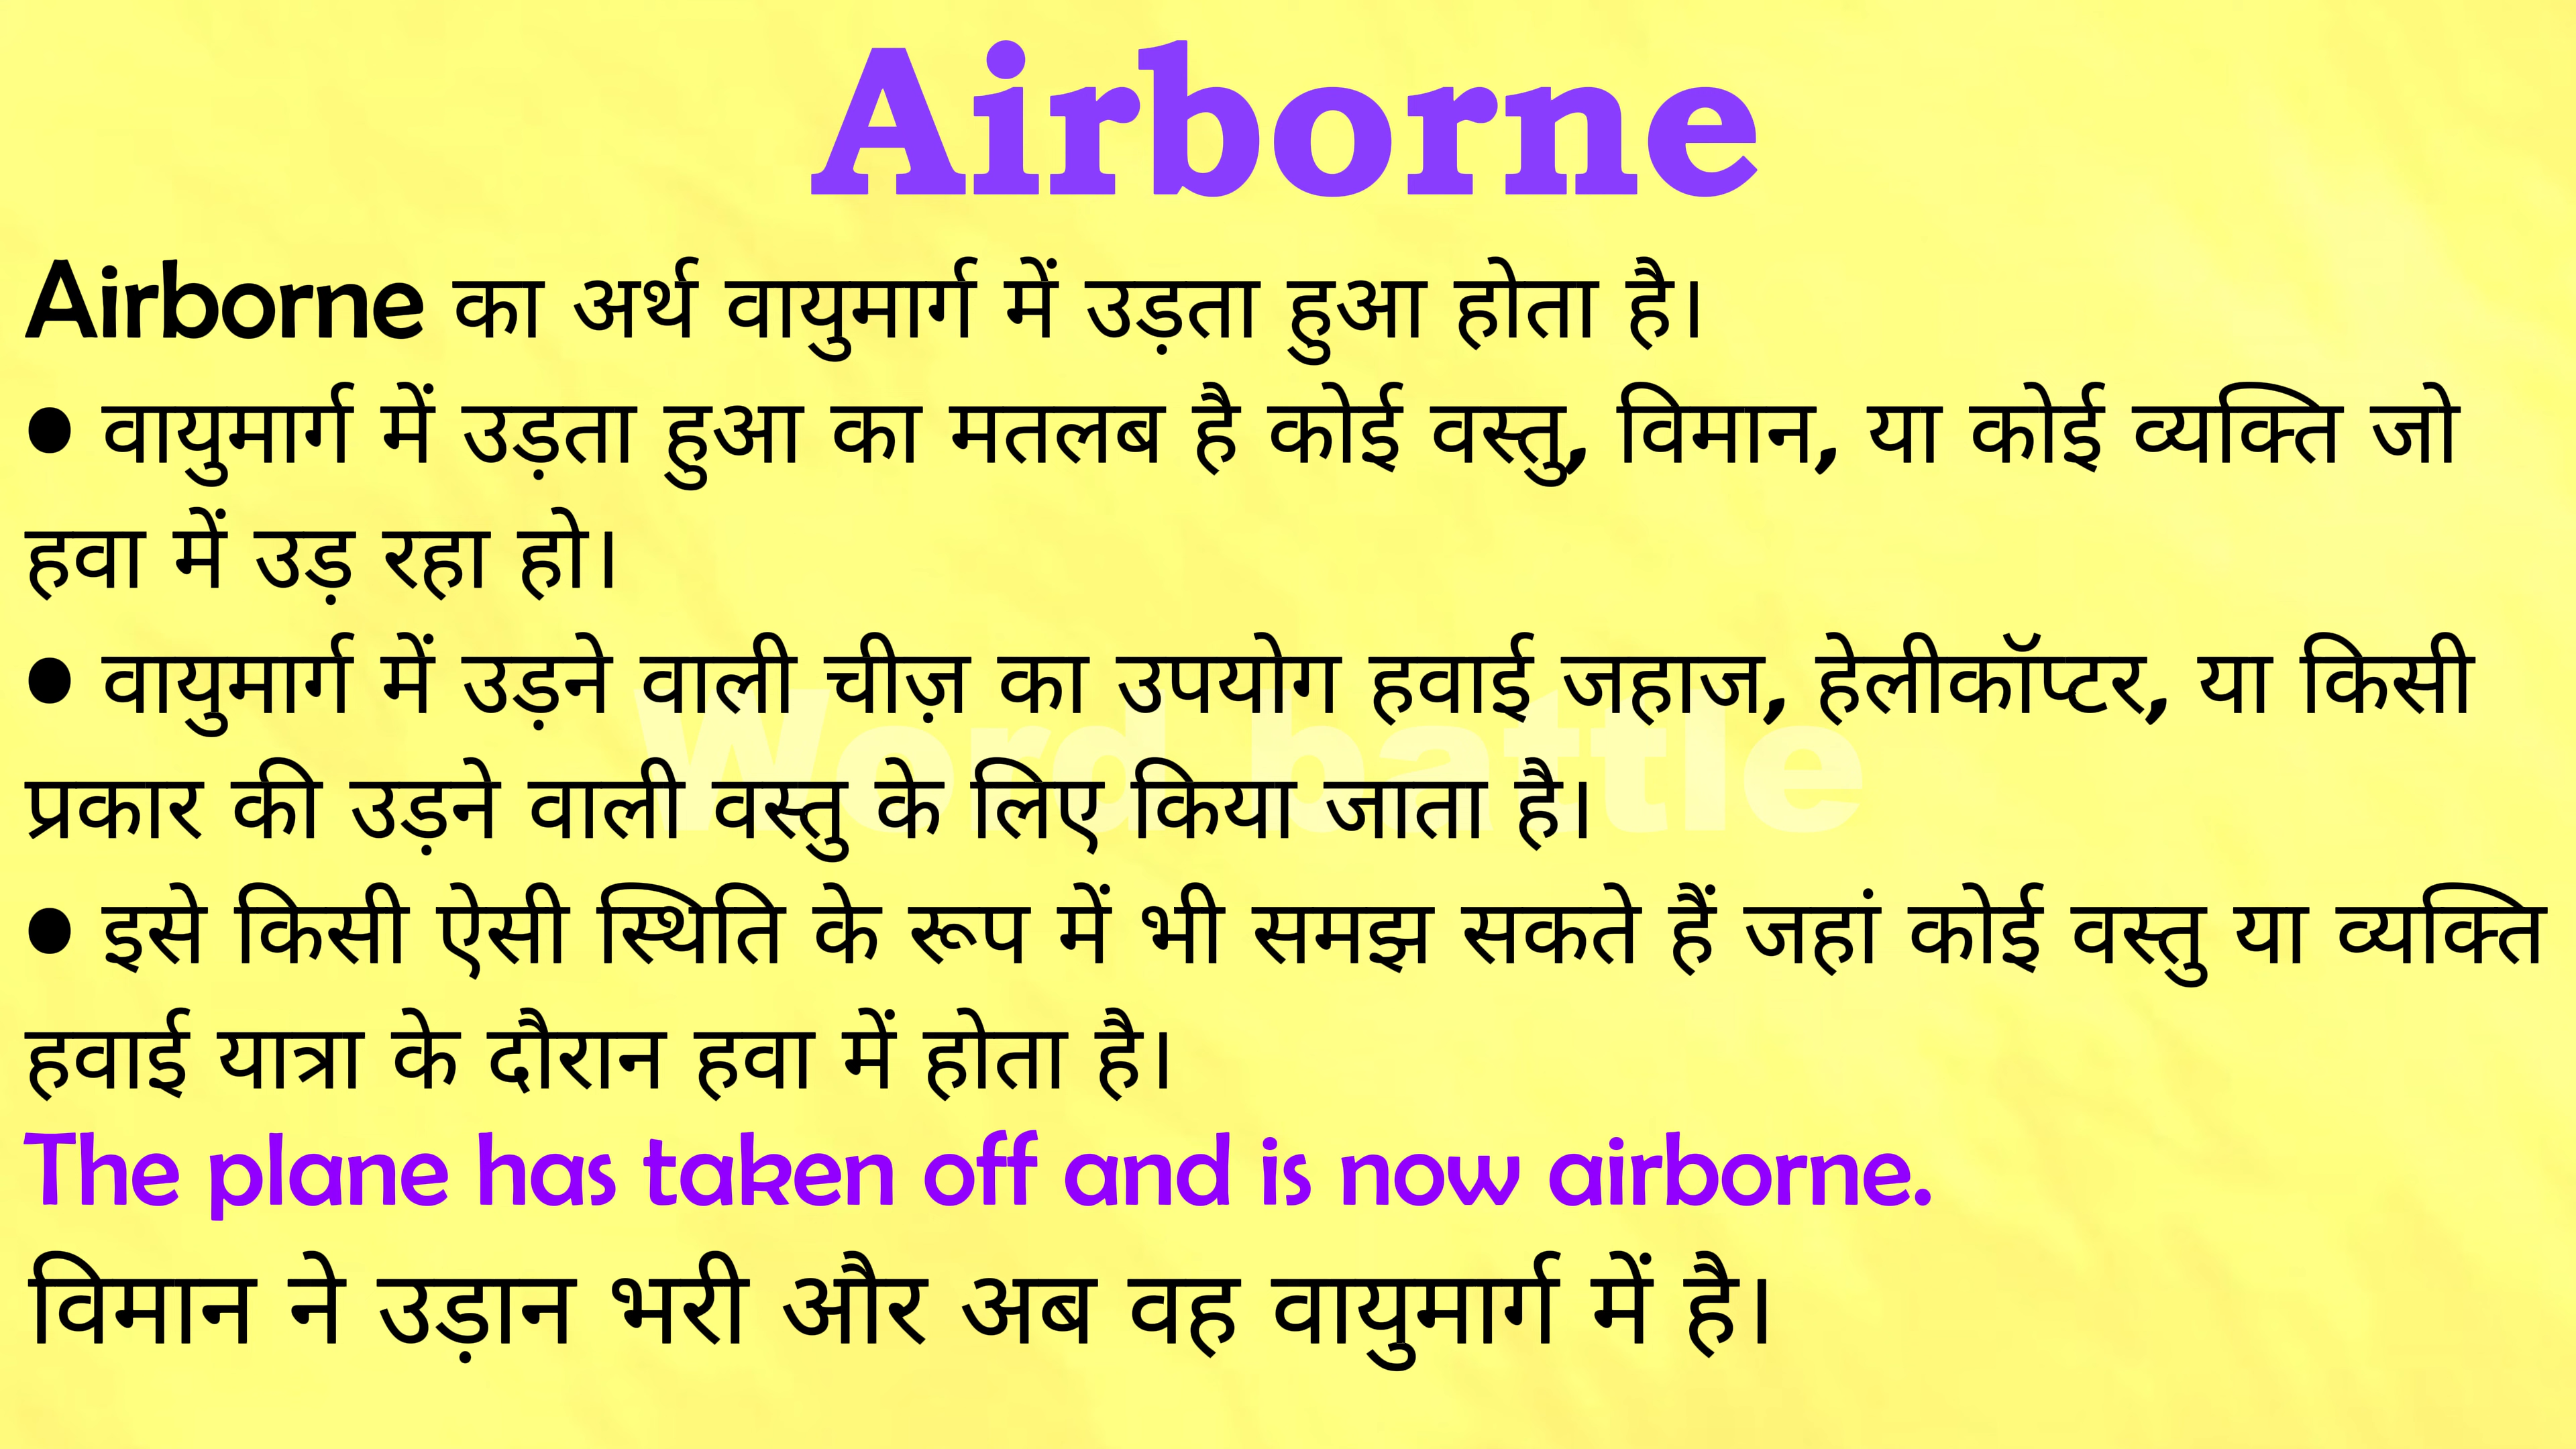 Airborne
Airborne का अर्थ वायुमार्ग में उड़ता हुआ होता है।
● वायुमार्ग में उड़ता हुआ का मतलब है कोई वस्तु, विमान, या कोई व्यक्ति जो
हवा में उड़ रहा हो।
● वायुमार्ग में उड़ने वाली चीज़ का उपयोग हवाई जहाज, हेलीकॉप्टर, या किसी
Word battle
प्रकार की उड़ने वाली वस्तु के लिए किया जाता है।
● इसे किसी ऐसी स्थिति के रूप में भी समझ सकते हैं जहां कोई वस्तु या व्यक्ति
हवाई यात्रा के दौरान हवा में होता है।
The plane has taken off and is now airborne.
विमान ने उड़ान भरी और अब वह वायुमार्ग में है।